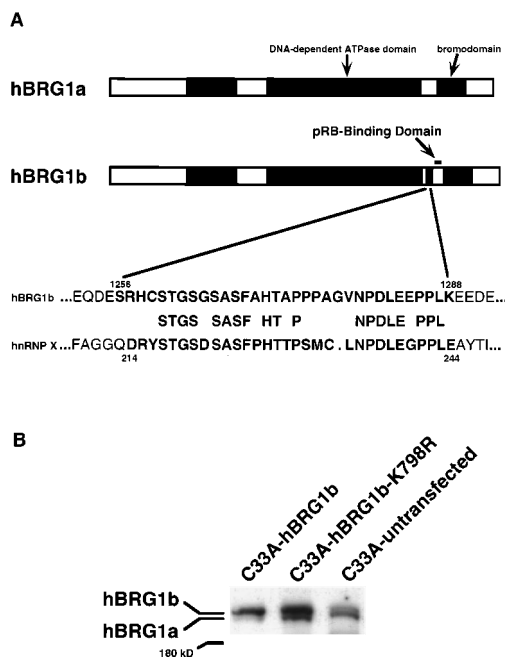 A
DNA-dependent ATPase domain
bromodomain
hBRG1a
pRB-Binding Domain
hBRG1b
1256
1288
hBRG1b ...EQDESRHCSTGSGSASFAHTAPPPAGVNPDLEEPPLKEEDE...
STGS SASF HT P NPDLE PPL
hnRNP X ...FAGGQDRYSTGSDSASFPHTTPSMC.LNPDLEGPPLEAYTI...
214
244
B
C33A-hBRG1b
C33A-hBRG1b-K798R
C33A-untransfected
hBRG1b
hBRG1a
180 kD